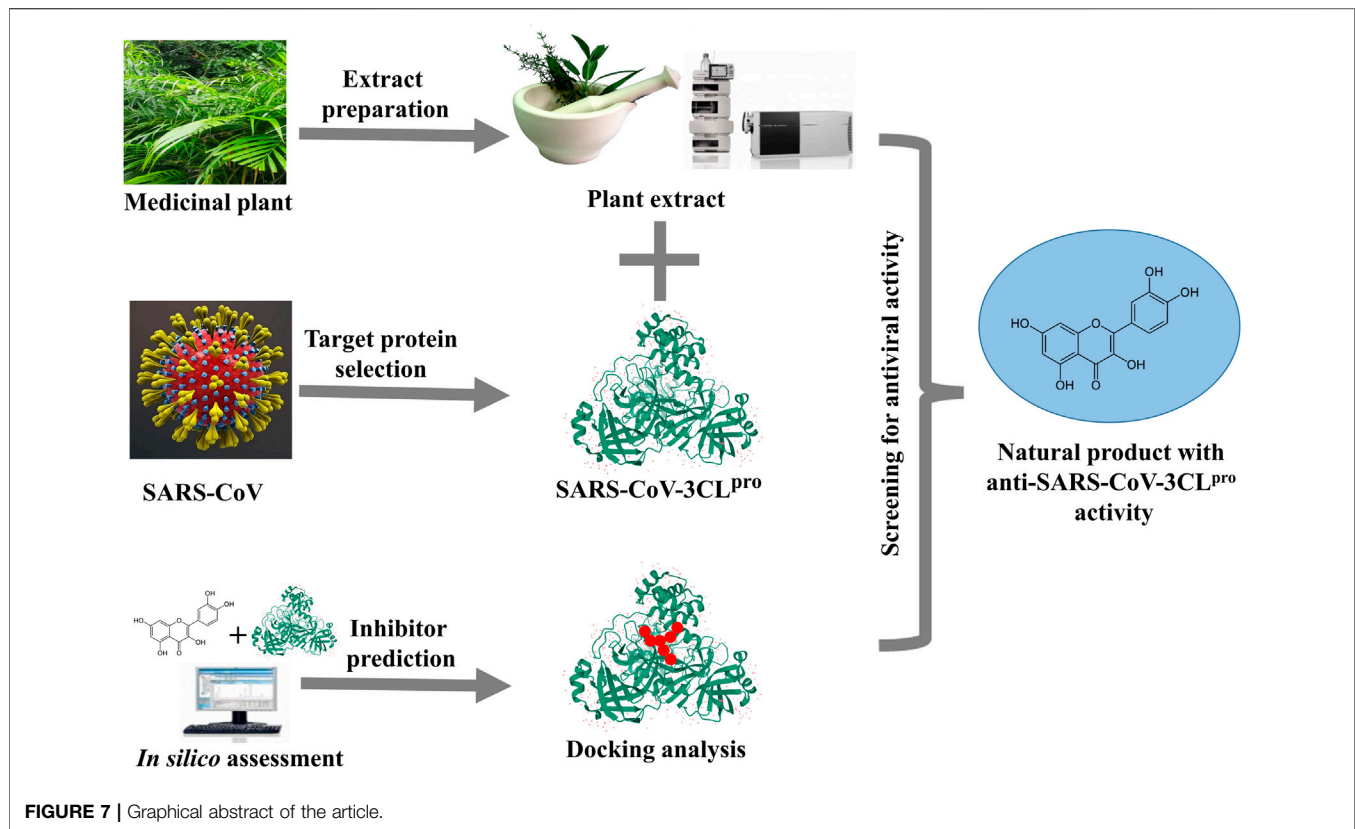 Extract
preparation
Medicinal plant
Plant extract
Target protein
selection
SARS-CoV
SARS-CoV-3CLpro
Inhibitor
prediction
In silico assessment
Docking analysis
Screening for antiviral activity
Natural product with
anti-SARS-CoV-3CLpro
activity
OH
OH
HO
O
OH
OH
O
OH
OH
HO
O
+
OH
OH
O
FIGURE 7 | Graphical abstract of the article.